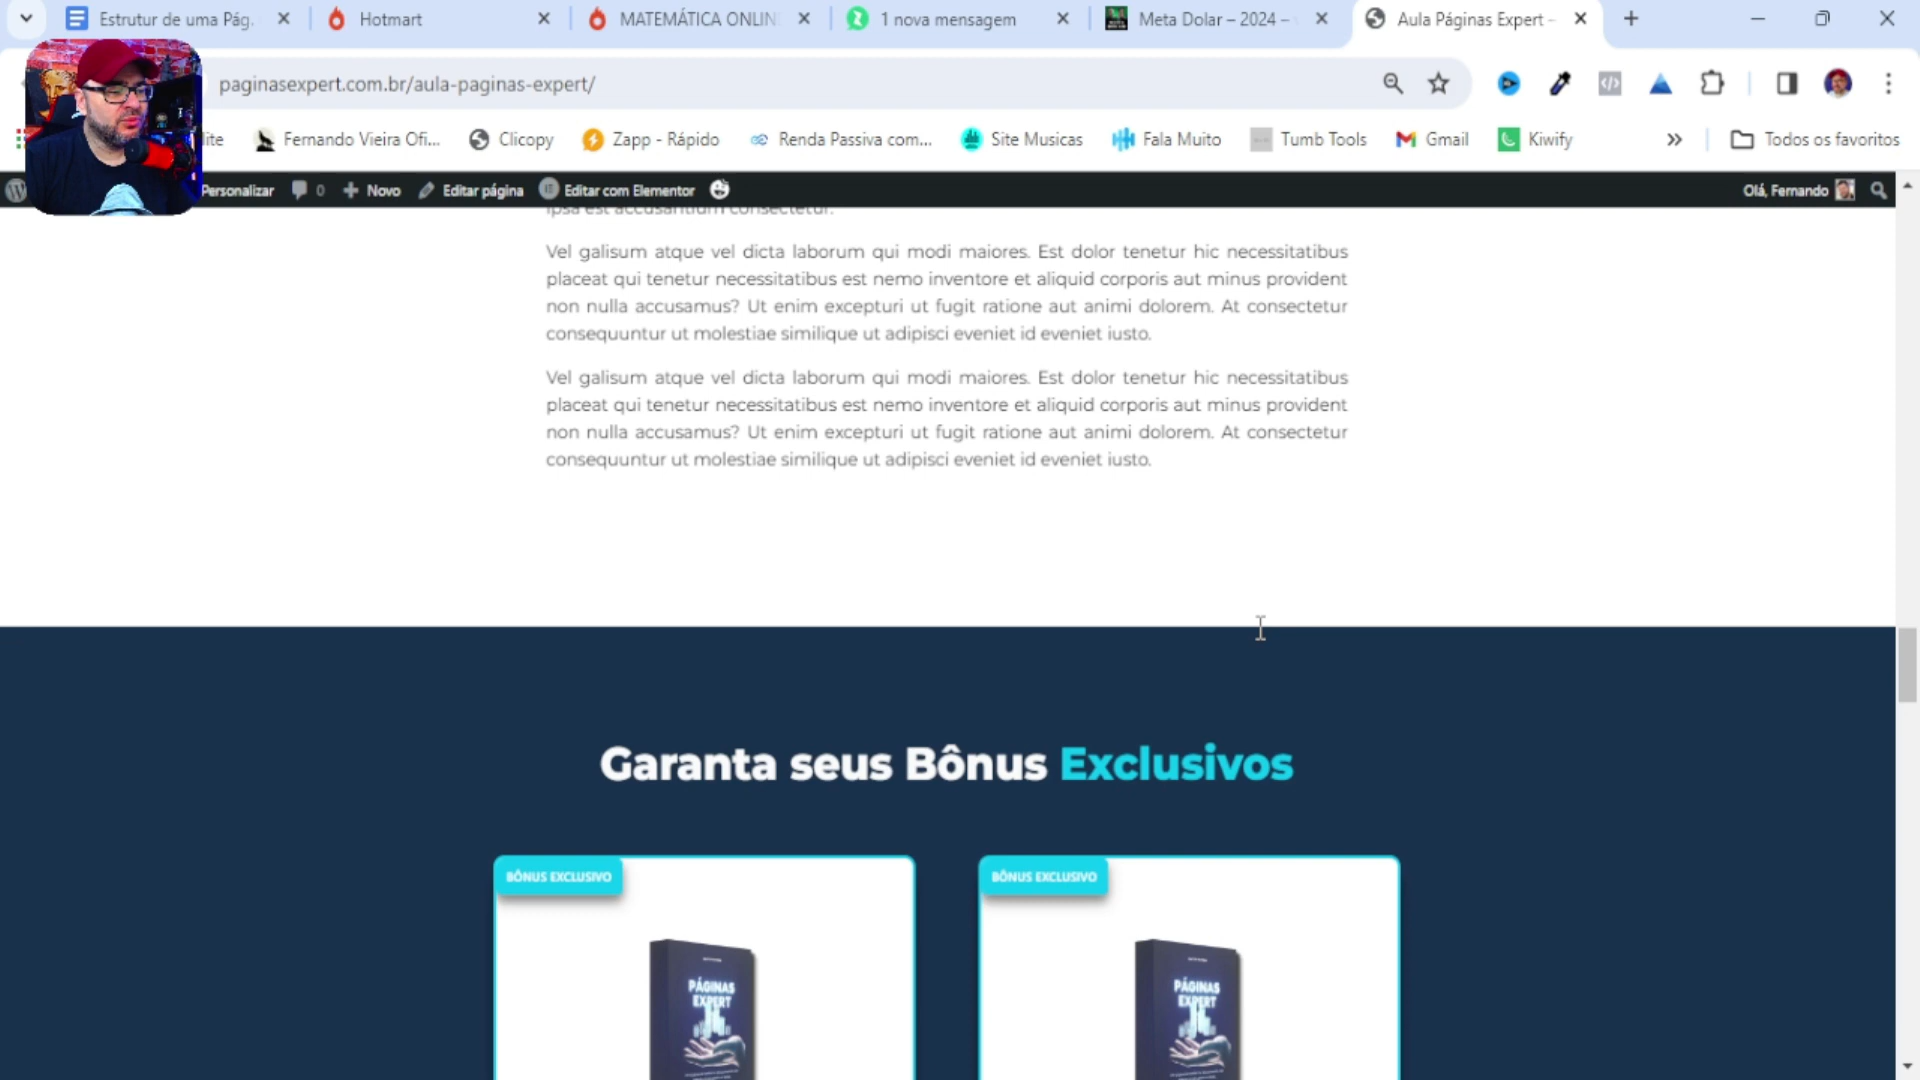 Estrutur de uma Pág.
Hotmart
MATEMÁTICA ONLIN
1 nova mensagem
Meta Dolar – 2024 –
Aula Páginas Expert –
paginasexpert.com.br/aula-paginas-expert/
lite
Fernando Vieira Ofi...
Clicopy
Zapp - Rápido
Renda Passiva com...
Site Musicas
Fala Muito
Tumb Tools
Gmail
Kiwify
Todos os favoritos
Personalizar
0
Novo
Editar página
Editar com Elementor
Olá, Fernando
ipsa est accusantium consectetur.
Vel galisum atque vel dicta laborum qui modi maiores. Est dolor tenetur hic necessitatibus
placeat qui tenetur necessitatibus est nemo inventore et aliquid corporis aut minus provident
non nulla accusamus? Ut enim excepturi ut fugit ratione aut animi dolorem. At consectetur
consequuntur ut molestiae similique ut adipisci eveniet id eveniet iusto.
Vel galisum atque vel dicta laborum qui modi maiores. Est dolor tenetur hic necessitatibus
placeat qui tenetur necessitatibus est nemo inventore et aliquid corporis aut minus provident
non nulla accusamus? Ut enim excepturi ut fugit ratione aut animi dolorem. At consectetur
consequuntur ut molestiae similique ut adipisci eveniet id eveniet iusto.
Garanta seus Bônus Exclusivos
BÔNUS EXCLUSIVO
BÔNUS EXCLUSIVO
PÁGINAS
EXPERT
PÁGINAS
EXPERT